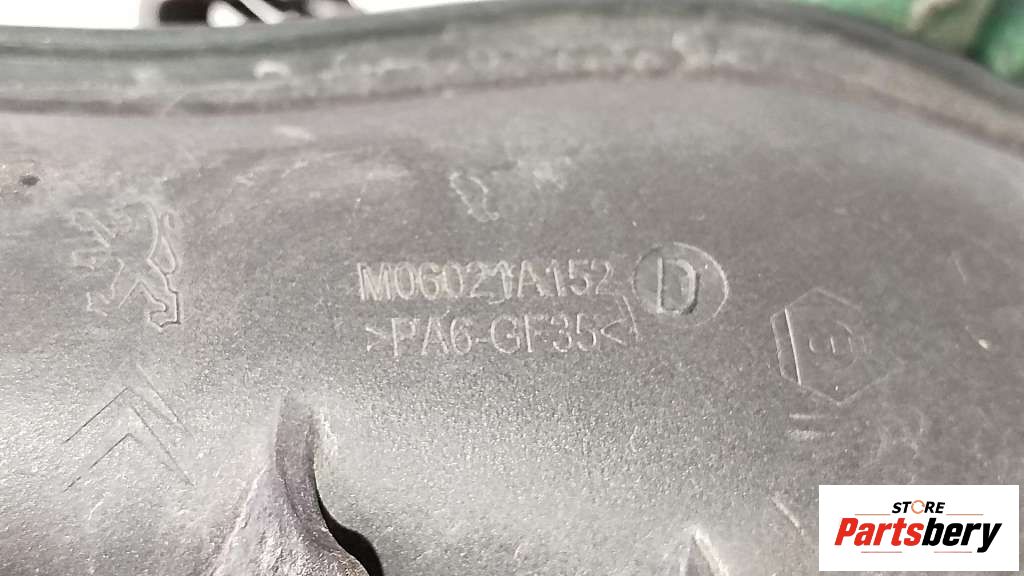 M06021A152 D
>PA6-GF35<
STORE
Partsbery